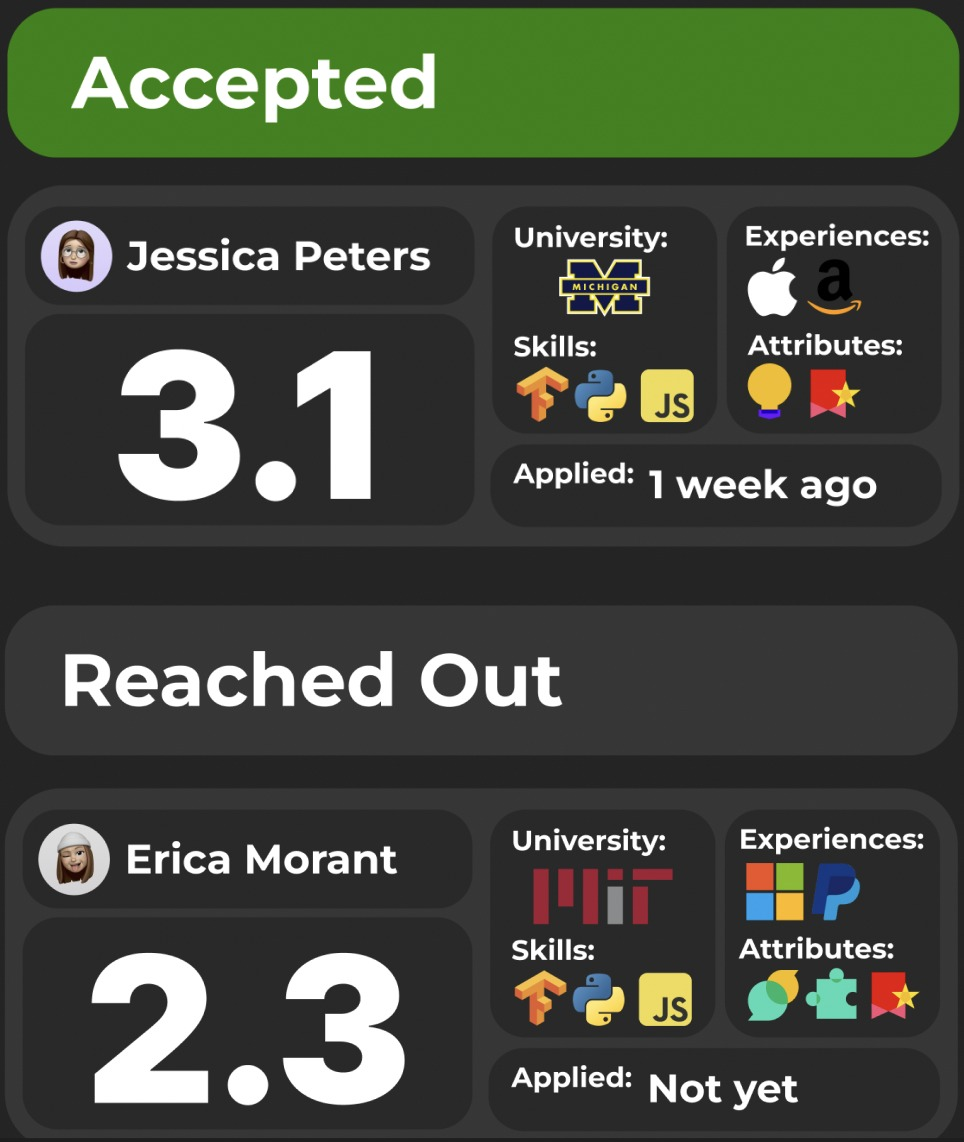 Accepted
Jessica Peters
3.1
University:
MICHIGAN
Skills:
JS
Experiences:
a
Attributes:
Applied: 1 week ago
Reached Out
Erica Morant
2.3
University:
MIT
Skills:
JS
Experiences:
P
Attributes:
Applied: Not yet